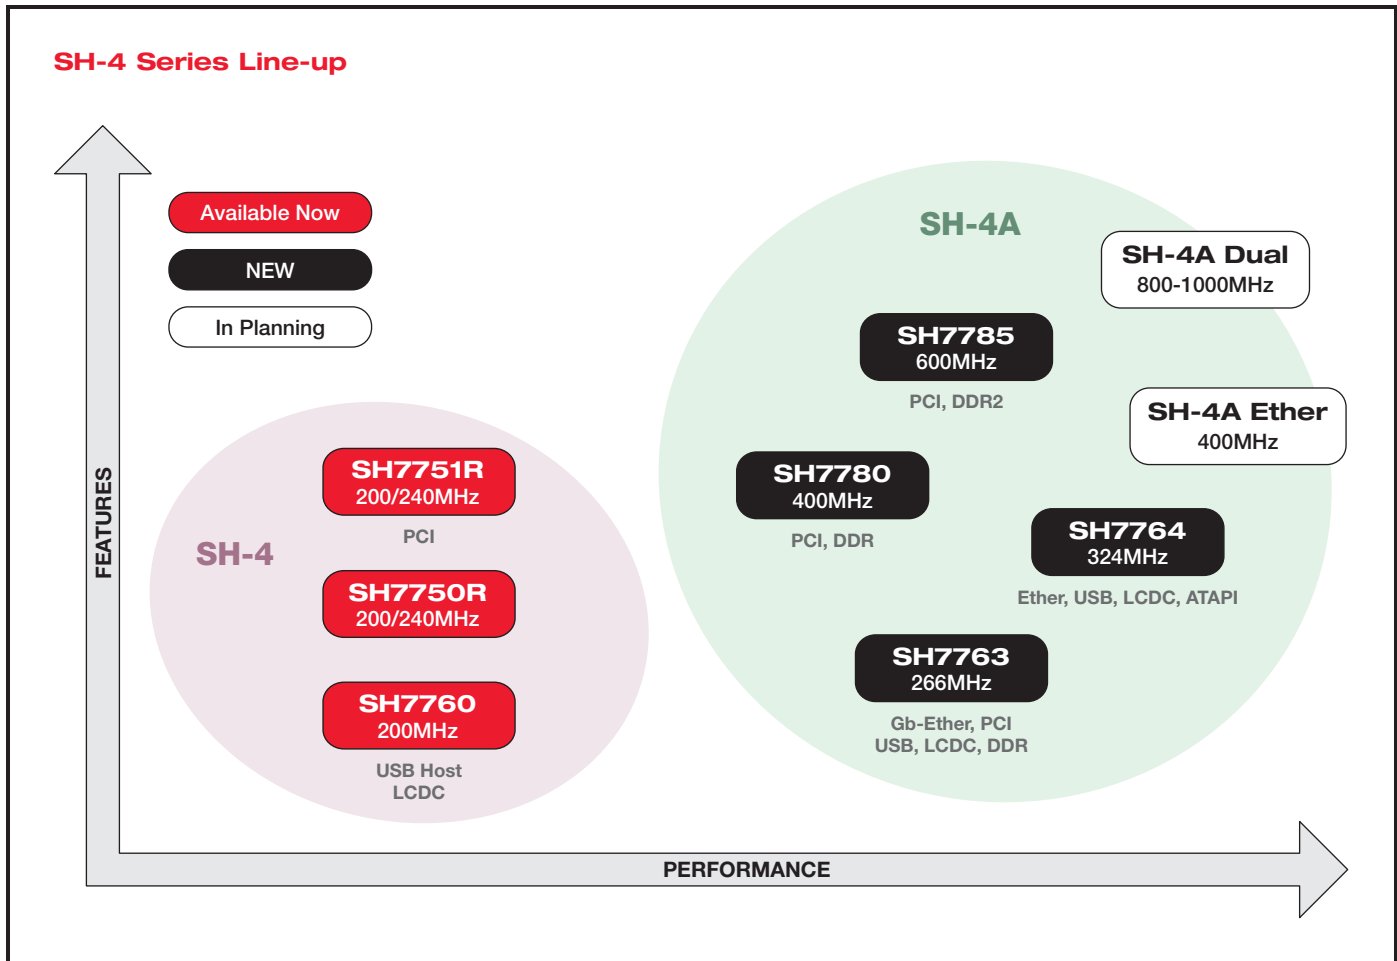 SH-4 Series Line-up
Available Now
NEW
In Planning
FEATURES
SH-4
SH7751R
200/240MHz
PCI
SH7750R
200/240MHz
SH7760
200MHz
USB Host
LCDC
SH-4A
SH-4A Dual
800-1000MHz
SH7785
600MHz
PCI, DDR2
SH-4A Ether
400MHz
SH7780
400MHz
PCI, DDR
SH7764
324MHz
Ether, USB, LCDC, ATAPI
SH7763
266MHz
Gb-Ether, PCI
USB, LCDC, DDR
PERFORMANCE